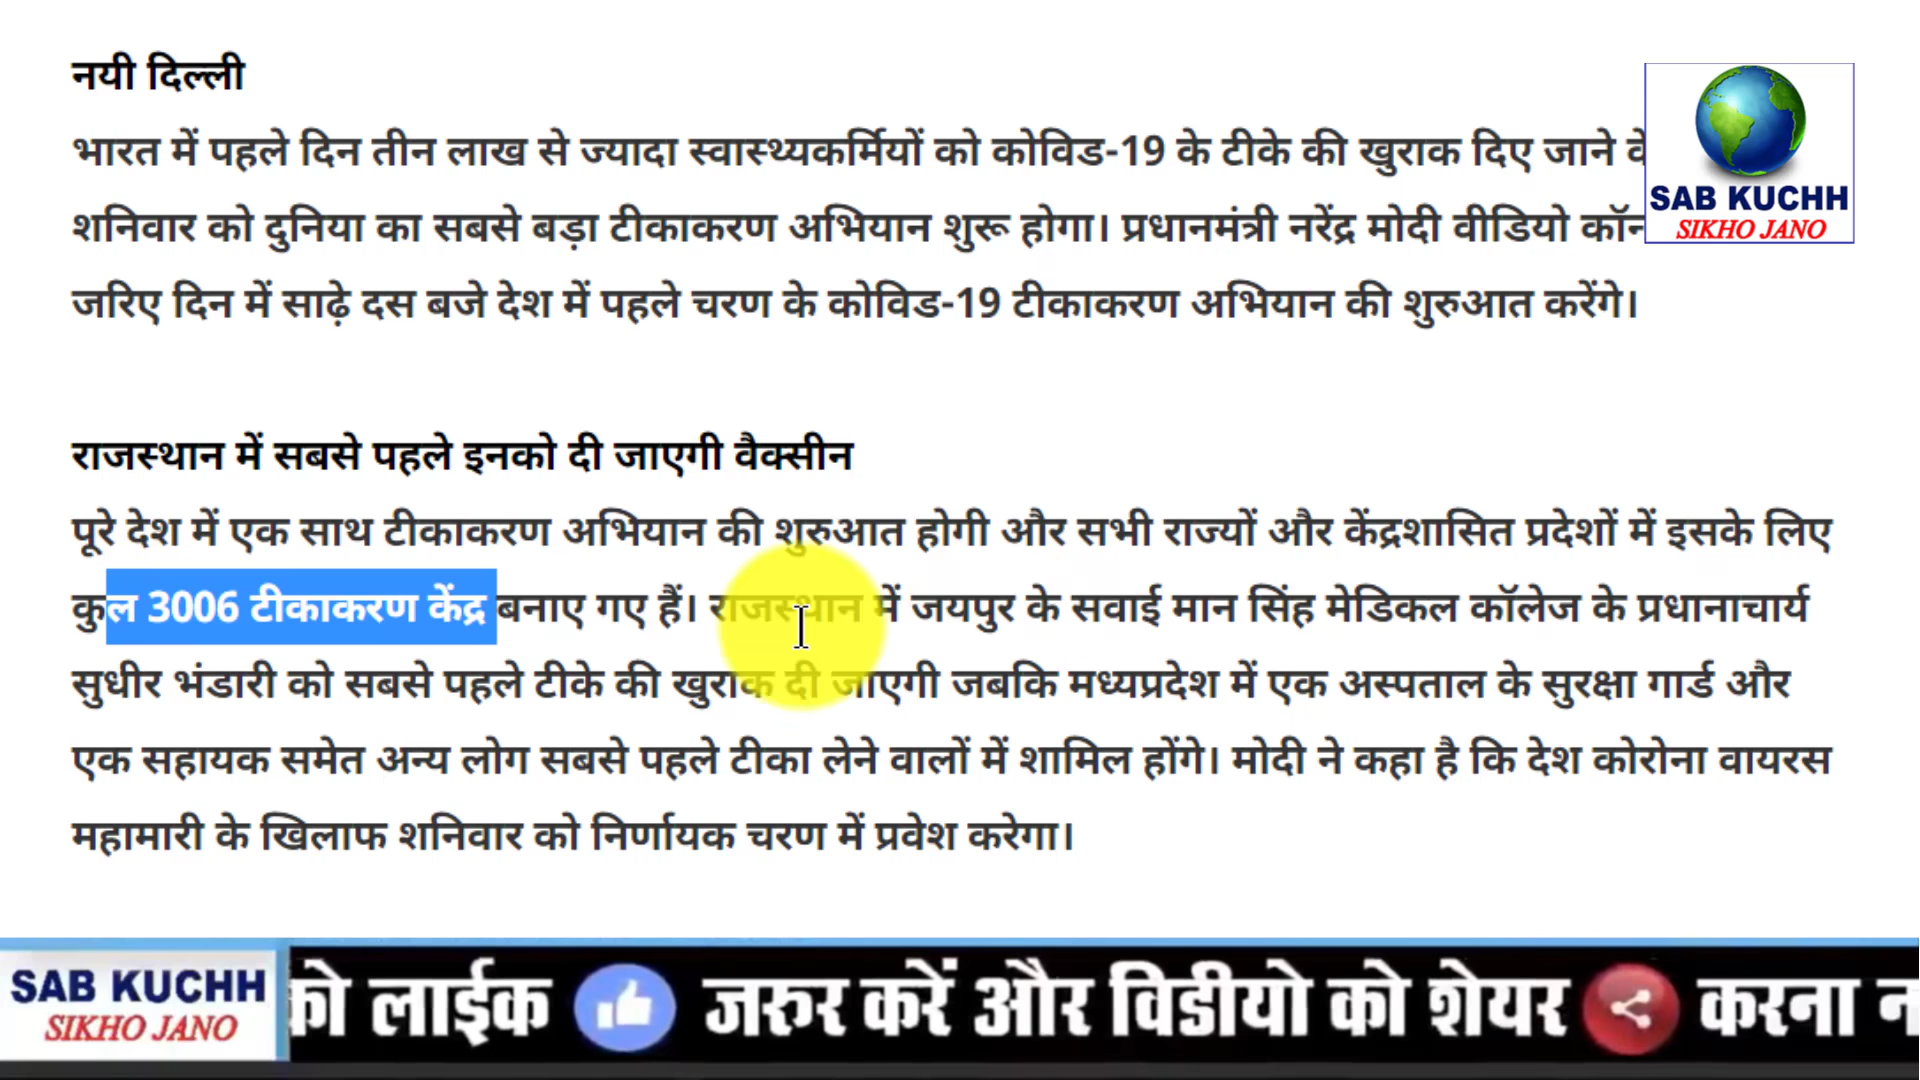 नयी दिल्ली
भारत में पहले दिन तीन लाख से ज्यादा स्वास्थ्यकर्मियों को कोविड-19 के टीके की खुराक दिए जाने
शनिवार को दुनिया का सबसे बड़ा टीकाकरण अभियान शुरू होगा। प्रधानमंत्री नरेंद्र मोदी वीडियो
जरिए दिन में साढ़े दस बजे देश में पहले चरण के कोविड-19 टीकाकरण अभियान की शुरुआत करेंगे।
SAB KUCHH
SIKHO JANO
राजस्थान में सबसे पहले इनको दी जाएगी वैक्सीन
पूरे देश में एक साथ टीकाकरण अभियान की शुरुआत होगी और सभी राज्यों और केंद्रशासित प्रदेशों में इसके लिए
कुल 3006 टीकाकरण केंद्र बनाए गए हैं। राजस्थान में जयपुर के सवाई मान सिंह मेडिकल कॉलेज के प्रधानाचार्य
सुधीर भंडारी को सबसे पहले टीके की खुराक दी जाएगी जबकि मध्यप्रदेश में एक अस्पताल के सुरक्षा गार्ड और
एक सहायक समेत अन्य लोग सबसे पहले टीका लेने वालों में शामिल होंगे। मोदी ने कहा है कि देश कोरोना वायरस
महामारी के खिलाफ शनिवार को निर्णायक चरण में प्रवेश करेगा।
SAB KUCHH
SIKHO JANO
को लाईक जरुर करें और विडीयो को शेयर करना न